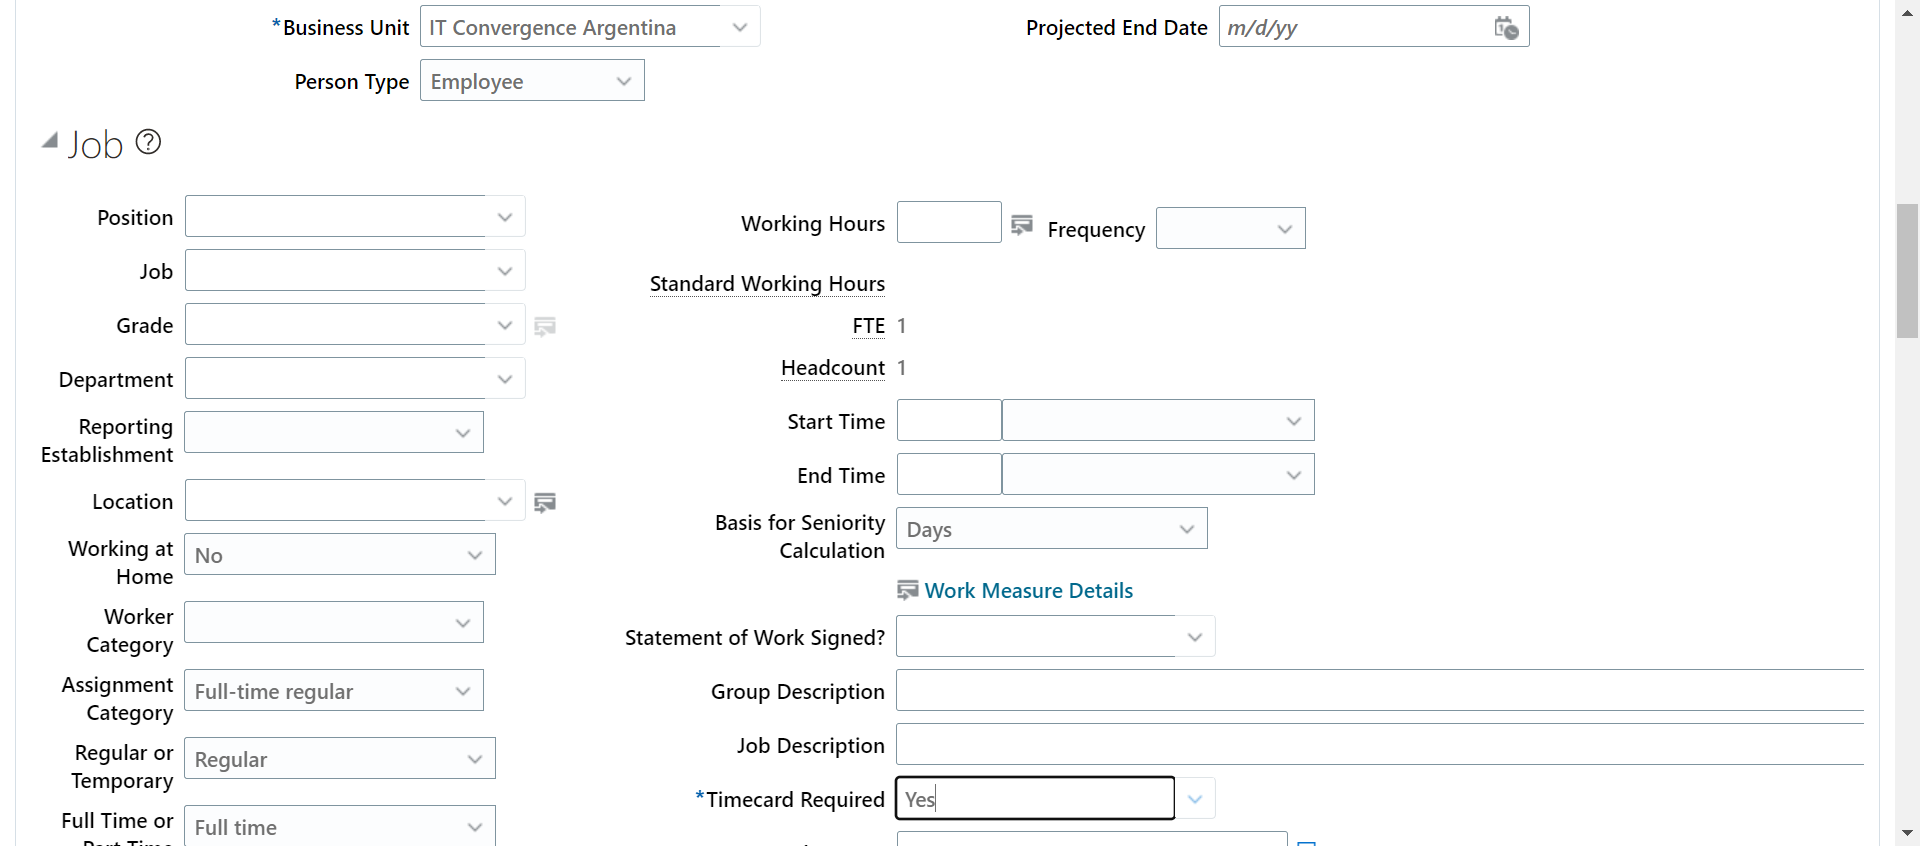 *Business Unit IT Convergence Argentina
Projected End Date m/d/yy
Person Type Employee
Job ?
Position
Job
Grade
Department
Reporting
Establishment
Location
Working at
Home
No
Worker
Category
Assignment
Category
Full-time regular
Regular or
Temporary
Regular
Full Time or
Part Time
Full time
Working Hours
Frequency
Standard Working Hours
FTE 1
Headcount 1
Start Time
End Time
Basis for Seniority
Calculation
Days
Work Measure Details
Statement of Work Signed?
Group Description
Job Description
*Timecard Required Yes